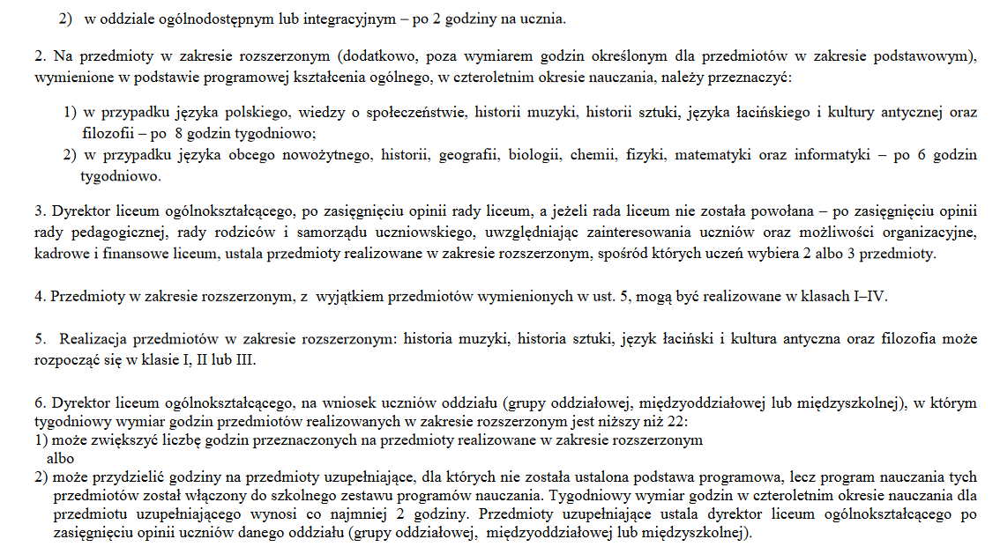 2) w oddziale ogólnodostępnym lub integracyjnym – po 2 godziny na ucznia.
2. Na przedmioty w zakresie rozszerzonym (dodatkowo, poza wymiarem godzin określonym dla przedmiotów w zakresie podstawowym),
wymienione w podstawie programowej kształcenia ogólnego, w czteroletnim okresie nauczania, należy przeznaczyć:
1) w przypadku języka polskiego, wiedzy o społeczeństwie, historii muzyki, historii sztuki, języka łacińskiego i kultury antycznej oraz
filozofii – po 8 godzin tygodniowo;
2) w przypadku języka obcego nowożytnego, historii, geografii, biologii, chemii, fizyki, matematyki oraz informatyki – po 6 godzin
tygodniowo.
3. Dyrektor liceum ogólnokształcącego, po zasięgnięciu opinii rady liceum, a jeżeli rada liceum nie została powołana – po zasięgnięciu opinii
rady pedagogicznej, rady rodziców i samorządu uczniowskiego, uwzględniając zainteresowania uczniów oraz możliwości organizacyjne,
kadrowe i finansowe liceum, ustala przedmioty realizowane w zakresie rozszerzonym, spośród których uczeń wybiera 2 albo 3 przedmioty.
4. Przedmioty w zakresie rozszerzonym, z wyjątkiem przedmiotów wymienionych w ust. 5, mogą być realizowane w klasach I–IV.
5. Realizacja przedmiotów w zakresie rozszerzonym: historia muzyki, historia sztuki, język łaciński i kultura antyczna oraz filozofia może
rozpocząć się w klasie I, II lub III.
6. Dyrektor liceum ogólnokształcącego, na wniosek uczniów oddziału (grupy oddziałowej, międzyoddziałowej lub międzyszkolnej), w którym
tygodniowy wymiar godzin przedmiotów realizowanych w zakresie rozszerzonym jest niższy niż 22:
1) może zwiększyć liczbę godzin przeznaczonych na przedmioty realizowane w zakresie rozszerzonym
albo
2) może przydzielić godziny na przedmioty uzupełniające, dla których nie została ustalona podstawa programowa, lecz program nauczania tych
przedmiotów został włączony do szkolnego zestawu programów nauczania. Tygodniowy wymiar godzin w czteroletnim okresie nauczania dla
przedmiotu uzupełniającego wynosi co najmniej 2 godziny. Przedmioty uzupełniające ustala dyrektor liceum ogólnokształcącego po
zasięgnięciu opinii uczniów danego oddziału (grupy oddziałowej, międzyoddziałowej lub międzyszkolnej).